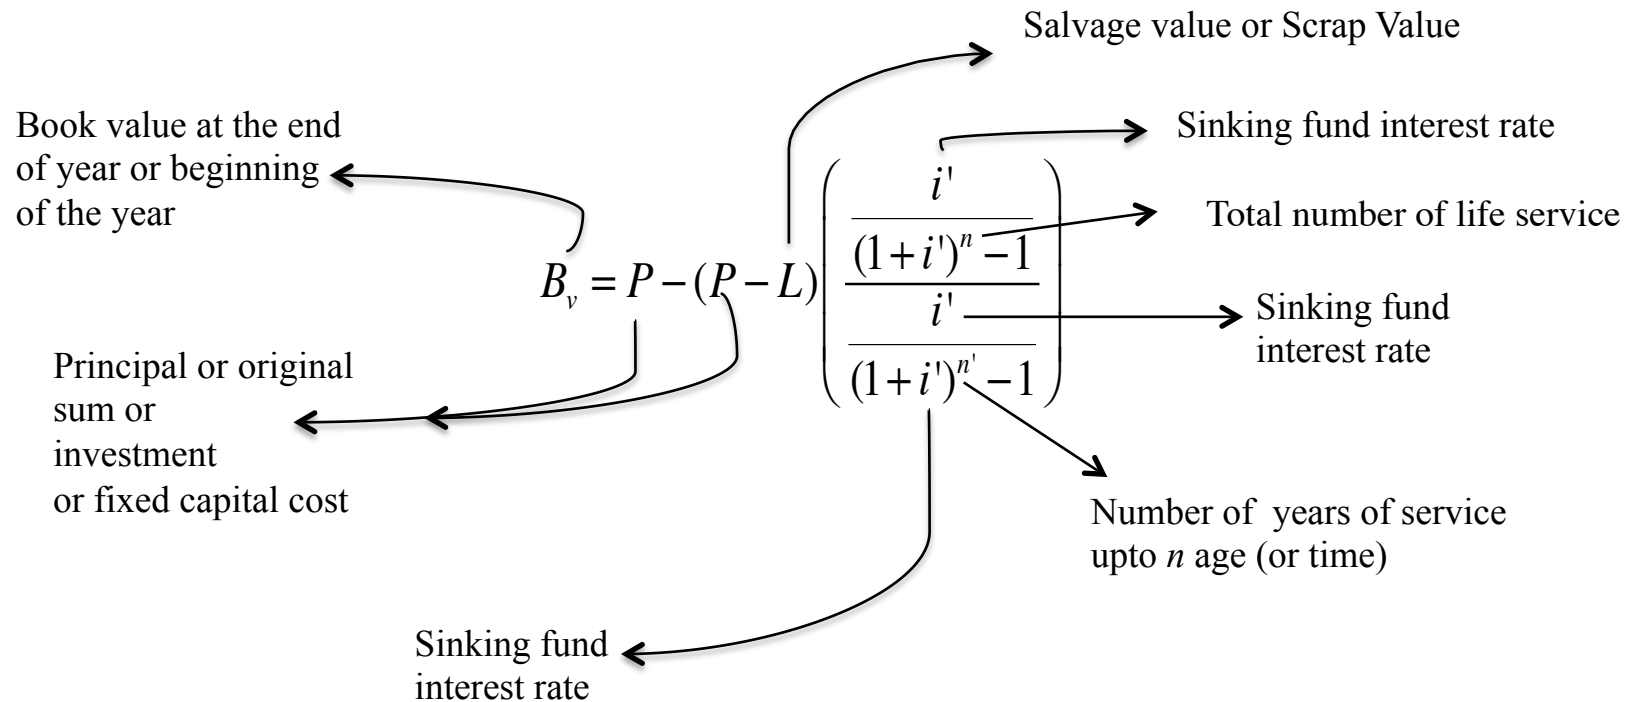 Salvage value or Scrap Value
Book value at the end
of year or beginning
of the year
Sinking fund interest rate
Total number of life service
B_v = P − (P − L) ( ( i' / ((1 + i')^n − 1) ) / ( i' / ((1 + i')^n' − 1) ) )
Sinking fund
interest rate
Principal or original
sum or
investment
or fixed capital cost
Number of years of service
upto n age (or time)
Sinking fund
interest rate